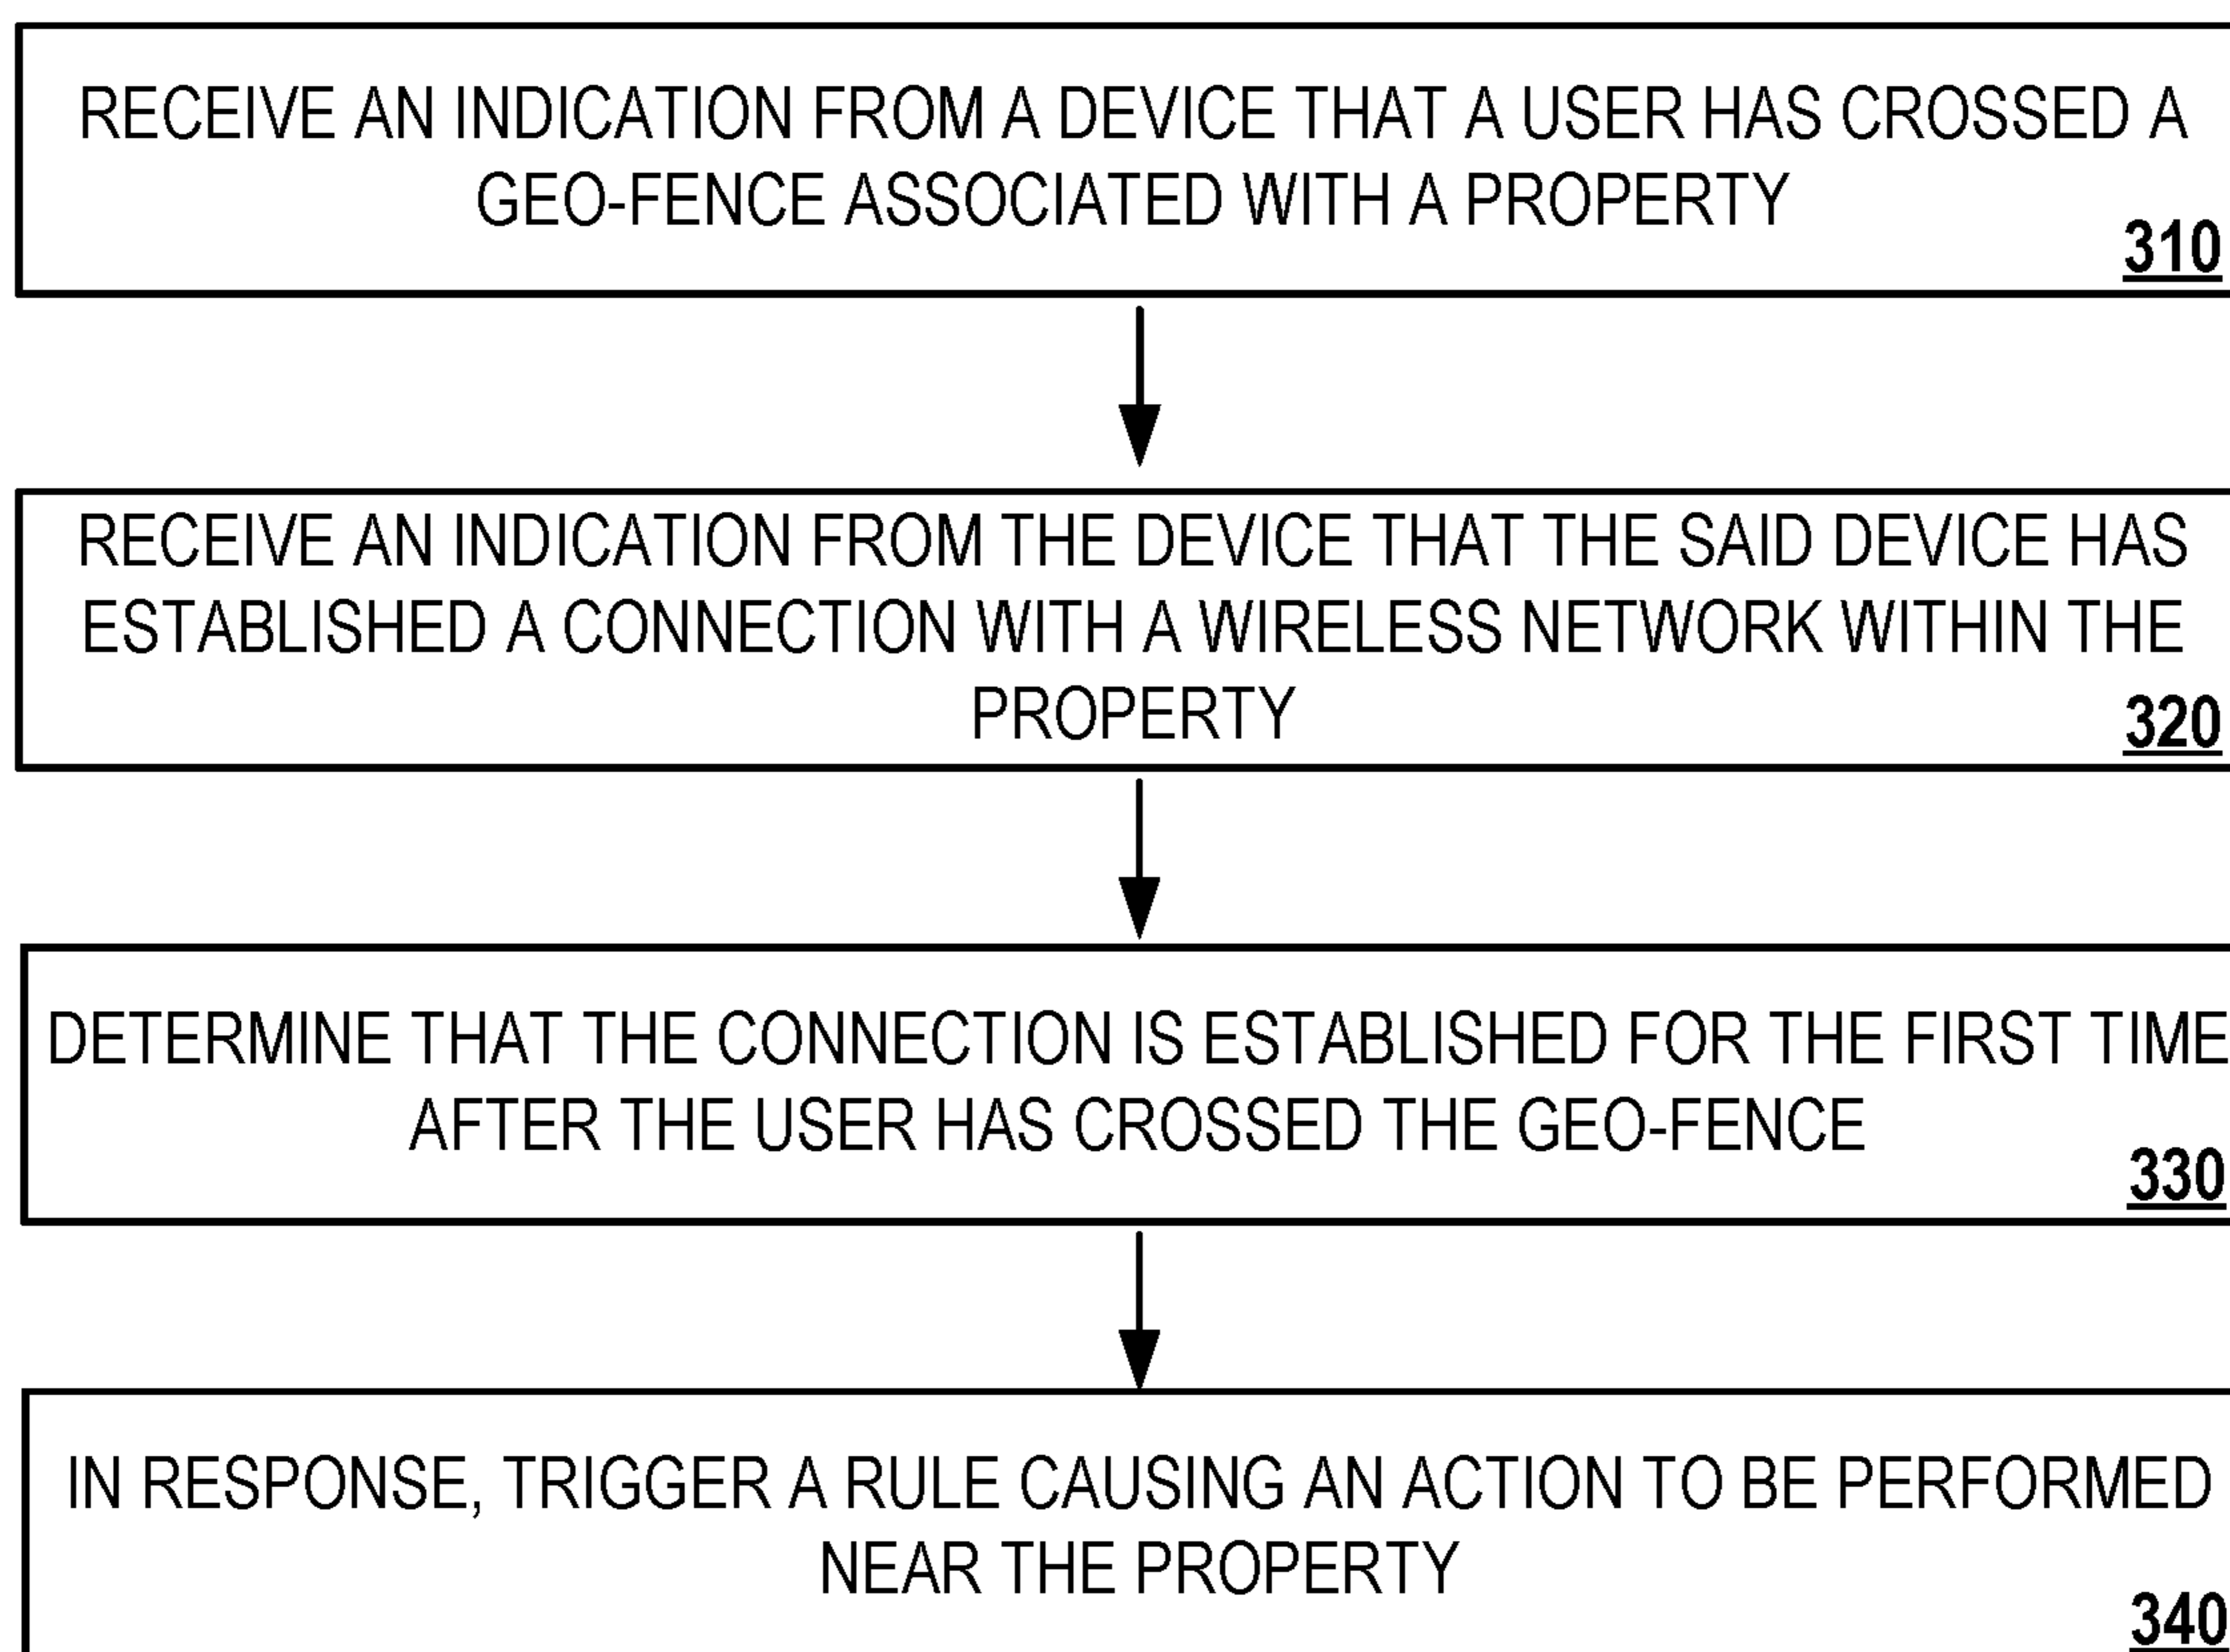 RECEIVE AN INDICATION FROM A DEVICE THAT A USER HAS CROSSED A
GEO-FENCE ASSOCIATED WITH A PROPERTY
310
RECEIVE AN INDICATION FROM THE DEVICE THAT THE SAID DEVICE HAS
ESTABLISHED A CONNECTION WITH A WIRELESS NETWORK WITHIN THE
PROPERTY
320
DETERMINE THAT THE CONNECTION IS ESTABLISHED FOR THE FIRST TIME
AFTER THE USER HAS CROSSED THE GEO-FENCE
330
IN RESPONSE, TRIGGER A RULE CAUSING AN ACTION TO BE PERFORMED
NEAR THE PROPERTY
340